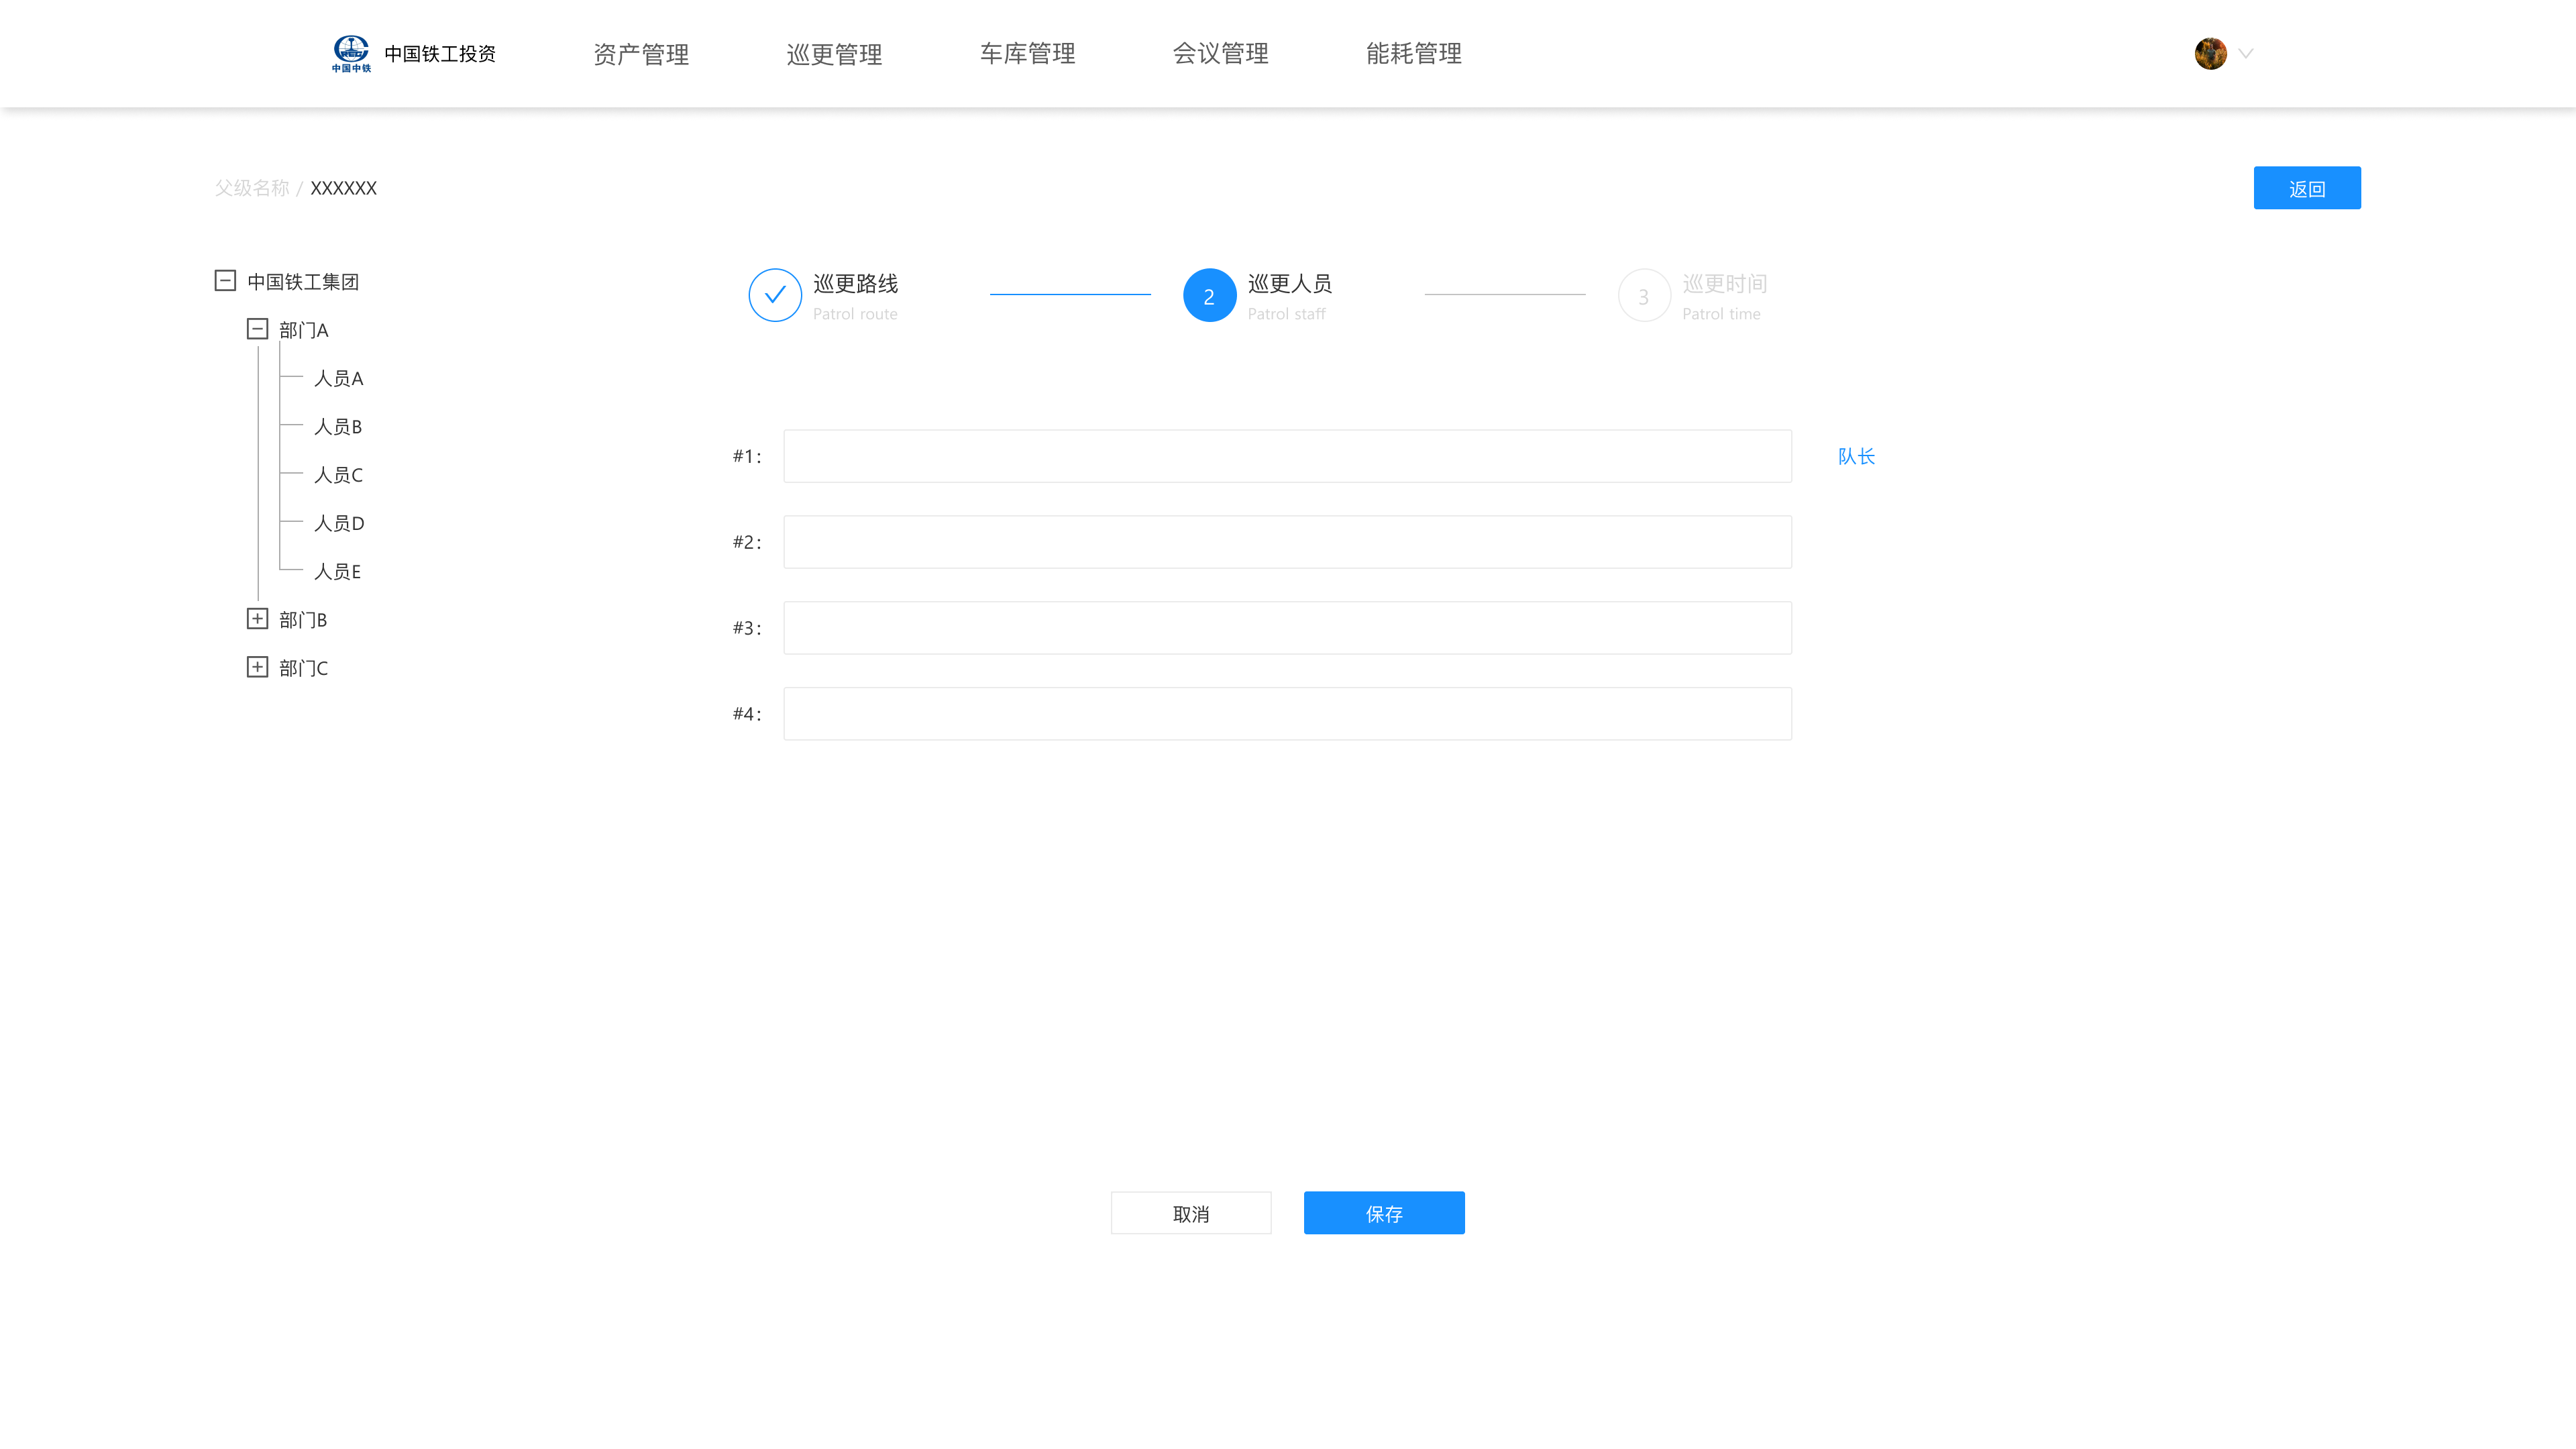 中国中铁
中国铁工投资 资产管理 巡更管理 车库管理 会议管理 能耗管理
父级名称 / XXXXXX
返回
中国铁工集团
部门A
人员A
人员B
人员C
人员D
人员E
部门B
部门C
巡更路线
Patrol route
2
巡更人员
Patrol staff
3
巡更时间
Patrol time
#1：
队长
#2：
#3：
#4：
取消
保存